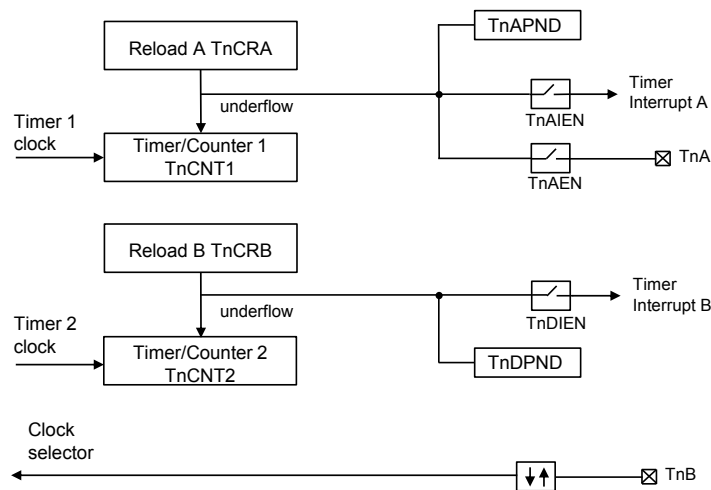 Reload A TnCRA
TnAPND
underflow
TnAIEN
Timer
Interrupt A
Timer 1
clock
Timer/Counter 1
TnCNT1
TnAEN
TnA
Reload B TnCRB
underflow
TnDIEN
Timer
Interrupt B
Timer 2
clock
Timer/Counter 2
TnCNT2
TnDPND
Clock
selector
TnB